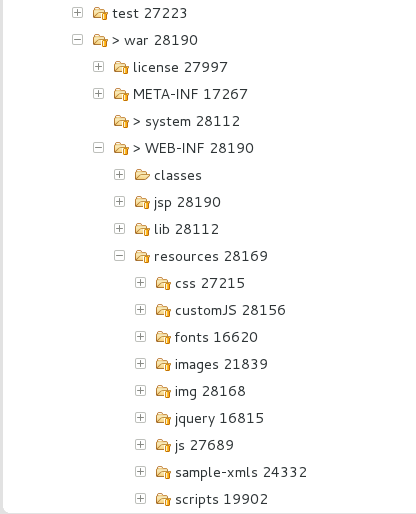 test 27223
> war 28190
license 27997
META-INF 17267
> system 28112
> WEB-INF 28190
classes
jsp 28190
lib 28112
resources 28169
css 27215
customJS 28156
fonts 16620
images 21839
img 28168
jquery 16815
js 27689
sample-xmls 24332
scripts 19902